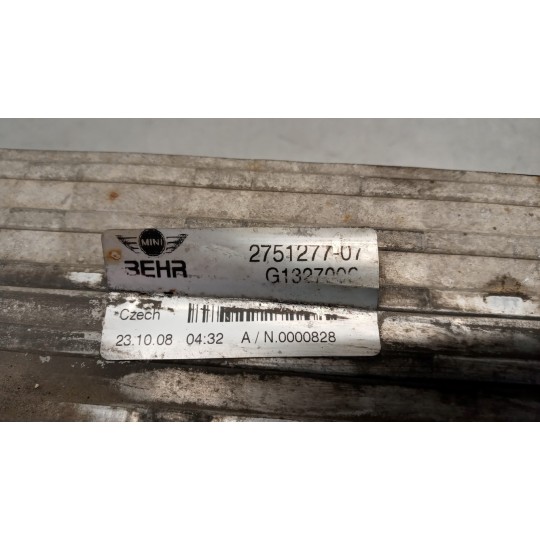 MINI
BEHR
2751277-07
Czech
23.10.08 04:32 A / N.0000828